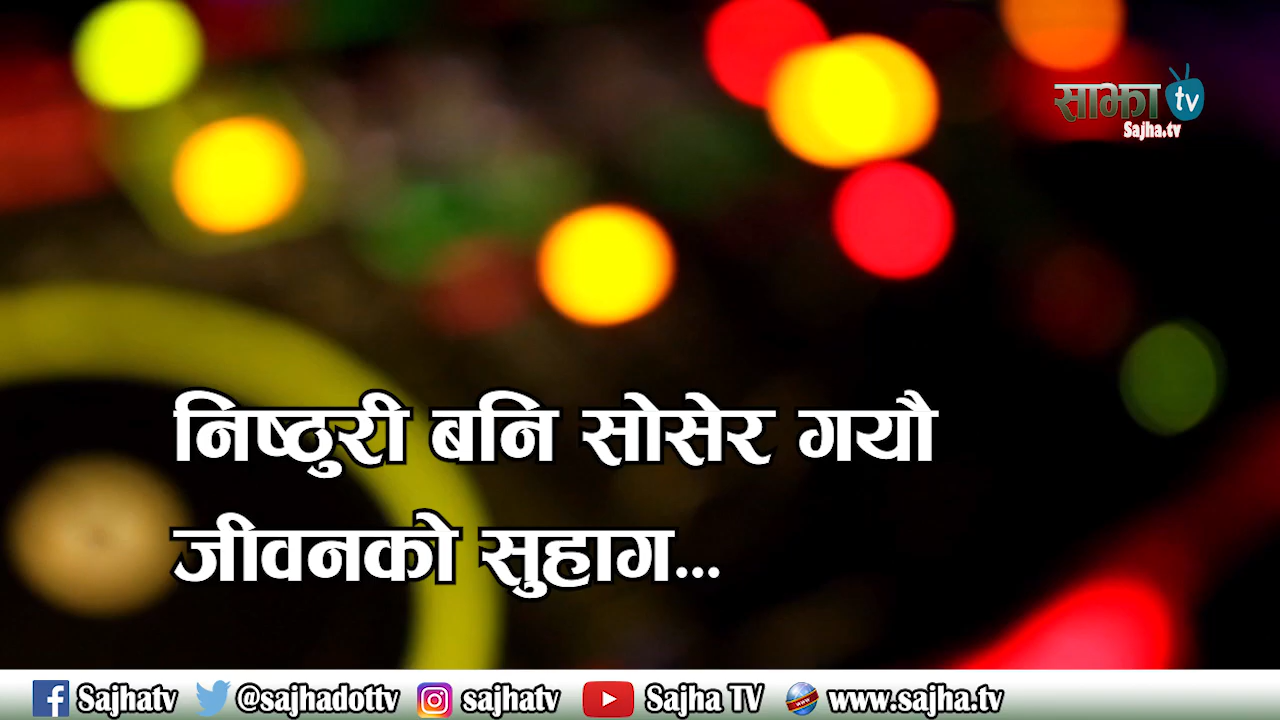 साझा tv
Sajha.tv
निष्ठुरी बनि सोसेर गयौ
जीवनको सुहाग...
Sajhatv @sajhadottv sajhatv Sajha TV www.sajha.tv